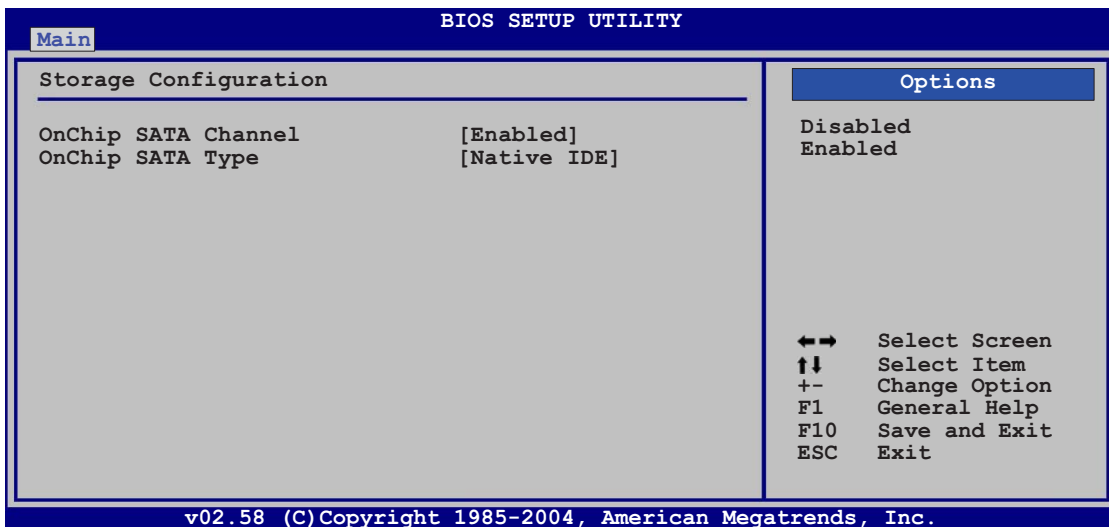 BIOS SETUP UTILITY
Main
Storage Configuration
OnChip SATA Channel [Enabled]
OnChip SATA Type [Native IDE]
Options
Disabled
Enabled
←→ Select Screen
↑↓ Select Item
+- Change Option
F1 General Help
F10 Save and Exit
ESC Exit
v02.58 (C)Copyright 1985-2004, American Megatrends, Inc.